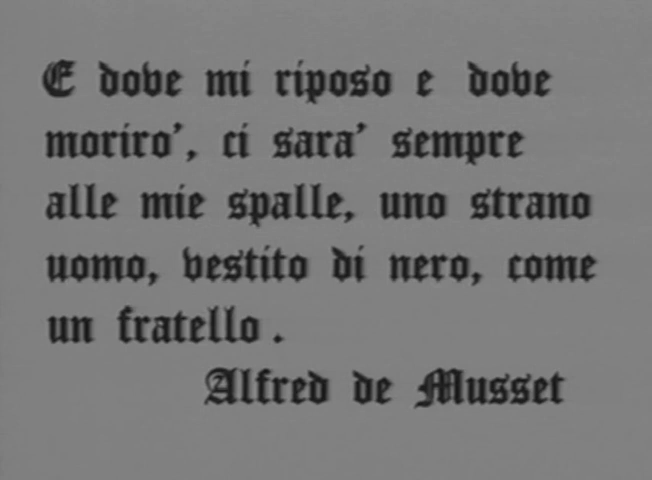 E dove mi riposo e dove
moriro', ci sara' sempre
alle mie spalle, uno strano
uomo, vestito di nero, come
un fratello.
Alfred de Musset